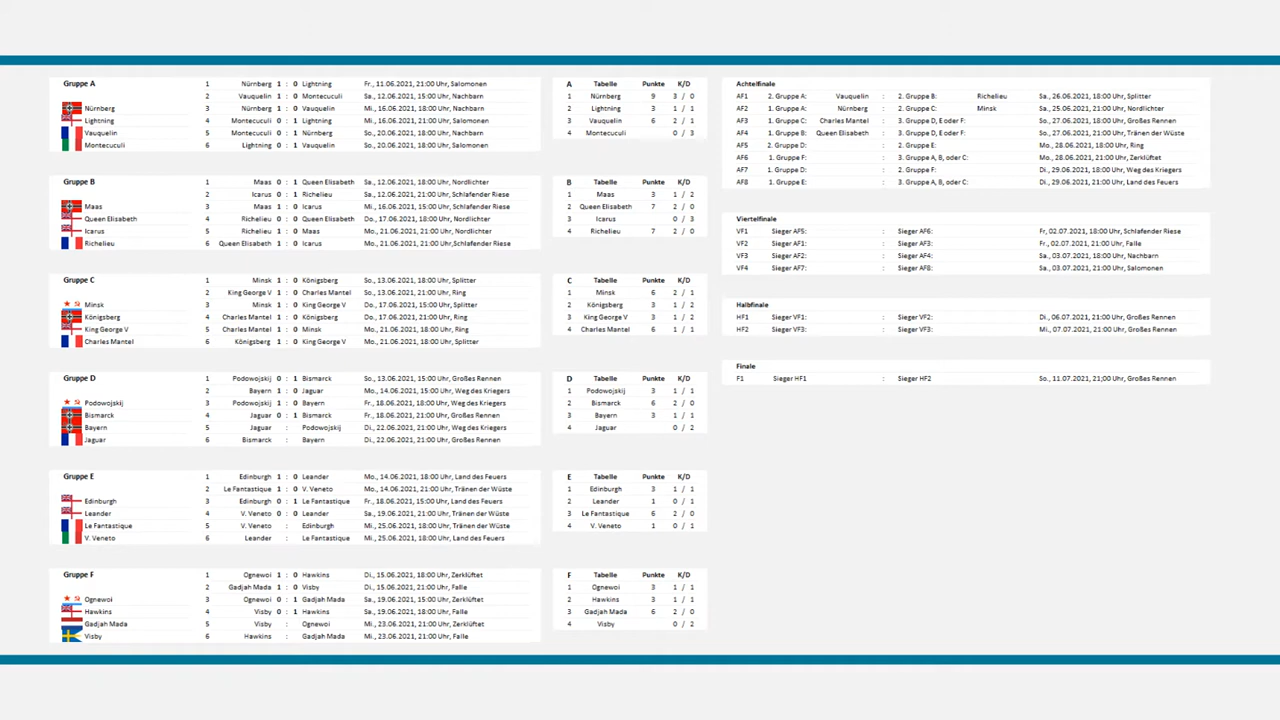 Gruppe A 1 Nürnberg 1 : 0 Lightning Fr., 11.06.2021, 21:00 Uhr, Salomonen
2 Vauquelin 1 : 0 Montecuculi Sa., 12.06.2021, 15:00 Uhr, Nachbarn
Nürnberg 3 Nürnberg 1 : 0 Vauquelin Mi., 16.06.2021, 18:00 Uhr, Nachbarn
Lightning 4 Montecuculi 0 : 1 Lightning Mi., 16.06.2021, 21:00 Uhr, Salomonen
Vauquelin 5 Montecuculi 0 : 1 Nürnberg So., 20.06.2021, 18:00 Uhr, Nachbarn
Montecuculi 6 Lightning 0 : 1 Vauquelin So., 20.06.2021, 18:00 Uhr, Salomonen
Gruppe B 1 Maas 0 : 1 Queen Elisabeth Sa., 12.06.2021, 18:00 Uhr, Nordlichter
2 Icarus 0 : 1 Richelieu Sa., 12.06.2021, 21:00 Uhr, Schlafender Riese
Maas 3 Maas 1 : 0 Icarus Mi., 16.06.2021, 15:00 Uhr, Schlafender Riese
Queen Elisabeth 4 Richelieu 0 : 0 Queen Elisabeth Do., 17.06.2021, 18:00 Uhr, Nordlichter
Icarus 5 Richelieu 1 : 0 Maas Mo., 21.06.2021, 21:00 Uhr, Nordlichter
Richelieu 6 Queen Elisabeth 1 : 0 Icarus Mo., 21.06.2021, 21:00 Uhr,Schlafender Riese
Gruppe C 1 Minsk 1 : 0 Königsberg So., 13.06.2021, 18:00 Uhr, Splitter
2 King George V 1 : 0 Charles Mantel So., 13.06.2021, 21:00 Uhr, Ring
Minsk 3 Minsk 1 : 0 King George V Do., 17.06.2021, 15:00 Uhr, Splitter
Königsberg 4 Charles Mantel 1 : 0 Königsberg Do., 17.06.2021, 21:00 Uhr, Ring
King George V 5 Charles Mantel 1 : 0 Minsk Mo., 21.06.2021, 18:00 Uhr, Ring
Charles Mantel 6 Königsberg 1 : 0 King George V Mo., 21.06.2021, 18:00 Uhr, Splitter
Gruppe D 1 Podowojskij 0 : 1 Bismarck So., 13.06.2021, 15:00 Uhr, Großes Rennen
2 Bayern 1 : 0 Jaguar Mo., 14.06.2021, 15:00 Uhr, Weg des Kriegers
Podowojskij 3 Podowojskij 1 : 0 Bayern Fr., 18.06.2021, 18:00 Uhr, Weg des Kriegers
Bismarck 4 Jaguar 0 : 1 Bismarck Fr., 18.06.2021, 21:00 Uhr, Großes Rennen
Bayern 5 Jaguar : Podowojskij Di., 22.06.2021, 21:00 Uhr, Weg des Kriegers
Jaguar 6 Bismarck : Bayern Di., 22.06.2021, 21:00 Uhr, Großes Rennen
Gruppe E 1 Edinburgh 1 : 0 Leander Mo., 14.06.2021, 18:00 Uhr, Land des Feuers
2 Le Fantastique 1 : 0 V. Veneto Mo., 14.06.2021, 21:00 Uhr, Tränen der Wüste
Edinburgh 3 Edinburgh 0 : 1 Le Fantastique Fr., 18.06.2021, 15:00 Uhr, Land des Feuers
Leander 4 V. Veneto 0 : 0 Leander Sa., 19.06.2021, 21:00 Uhr, Tränen der Wüste
Le Fantastique 5 V. Veneto : Edinburgh Mi., 25.06.2021, 18:00 Uhr, Tränen der Wüste
V. Veneto 6 Leander : Le Fantastique Mi., 25.06.2021, 18:00 Uhr, Land des Feuers
Gruppe F 1 Ognewoi 1 : 0 Hawkins Di., 15.06.2021, 18:00 Uhr, Zerklüftet
2 Gadjah Mada 1 : 0 Visby Di., 15.06.2021, 21:00 Uhr, Falle
Ognewoi 3 Ognewoi 0 : 1 Gadjah Mada Sa., 19.06.2021, 15:00 Uhr, Zerklüftet
Hawkins 4 Visby 0 : 1 Hawkins Sa., 19.06.2021, 18:00 Uhr, Falle
Gadjah Mada 5 Visby : Ognewoi Mi., 23.06.2021, 21:00 Uhr, Zerklüftet
Visby 6 Hawkins : Gadjah Mada Mi., 23.06.2021, 21:00 Uhr, Falle
A Tabelle Punkte K/D
1 Nürnberg 9 3 / 0
2 Lightning 3 1 / 1
3 Vauquelin 6 2 / 1
4 Montecuculi 0 / 3
B Tabelle Punkte K/D
1 Maas 3 1 / 2
2 Queen Elisabeth 7 2 / 0
3 Icarus 0 / 3
4 Richelieu 7 2 / 0
C Tabelle Punkte K/D
1 Minsk 6 2 / 1
2 Königsberg 3 1 / 2
3 King George V 3 1 / 2
4 Charles Mantel 6 1 / 1
D Tabelle Punkte K/D
1 Podowojskij 3 1 / 1
2 Bismarck 6 2 / 0
3 Bayern 3 1 / 1
4 Jaguar 0 / 2
E Tabelle Punkte K/D
1 Edinburgh 3 1 / 1
2 Leander 1 0 / 1
3 Le Fantastique 6 2 / 0
4 V. Veneto 1 0 / 1
F Tabelle Punkte K/D
1 Ognewoi 3 1 / 1
2 Hawkins 3 1 / 1
3 Gadjah Mada 6 2 / 0
4 Visby 0 / 2
Achtelfinale
AF1 2. Gruppe A: Vauquelin : 2. Gruppe B: Richelieu Sa., 26.06.2021, 18:00 Uhr, Splitter
AF2 1. Gruppe A: Nürnberg : 2. Gruppe C: Minsk Sa., 25.06.2021, 21:00 Uhr, Nordlichter
AF3 1. Gruppe C: Charles Mantel : 3. Gruppe D, E oder F: So., 27.06.2021, 18:00 Uhr, Großes Rennen
AF4 1. Gruppe B: Queen Elisabeth : 3. Gruppe D, E oder F: So., 27.06.2021, 21:00 Uhr, Tränen der Wüste
AF5 2. Gruppe D: : 2. Gruppe E: Mo., 28.06.2021, 18:00 Uhr, Ring
AF6 1. Gruppe F: : 3. Gruppe A, B, oder C: Mo., 28.06.2021, 21:00 Uhr, Zerklüftet
AF7 1. Gruppe D: : 2. Gruppe F: Di., 29.06.2021, 18:00 Uhr, Weg des Kriegers
AF8 1. Gruppe E: : 3. Gruppe A, B, oder C: Di., 29.06.2021, 21:00 Uhr, Land des Feuers
Viertelfinale
VF1 Sieger AF5: : Sieger AF6: Fr, 02.07.2021, 18:00 Uhr, Schlafender Riese
VF2 Sieger AF1: : Sieger AF2: Fr., 02.07.2021, 21:00 Uhr, Falle
VF3 Sieger AF3: : Sieger AF4: Sa., 03.07.2021, 18:00 Uhr, Nachbarn
VF4 Sieger AF7: : Sieger AF8: Sa., 03.07.2021, 21:00 Uhr, Salomonen
Halbfinale
HF1 Sieger VF1: : Sieger VF2: Di., 06.07.2021, 21:00 Uhr, Großes Rennen
HF2 Sieger VF3: : Sieger VF3: Mi., 07.07.2021, 21:00 Uhr, Großes Rennen
Finale
F1 Sieger HF1 : Sieger HF2 So., 11.07.2021, 21;00 Uhr, Großes Rennen